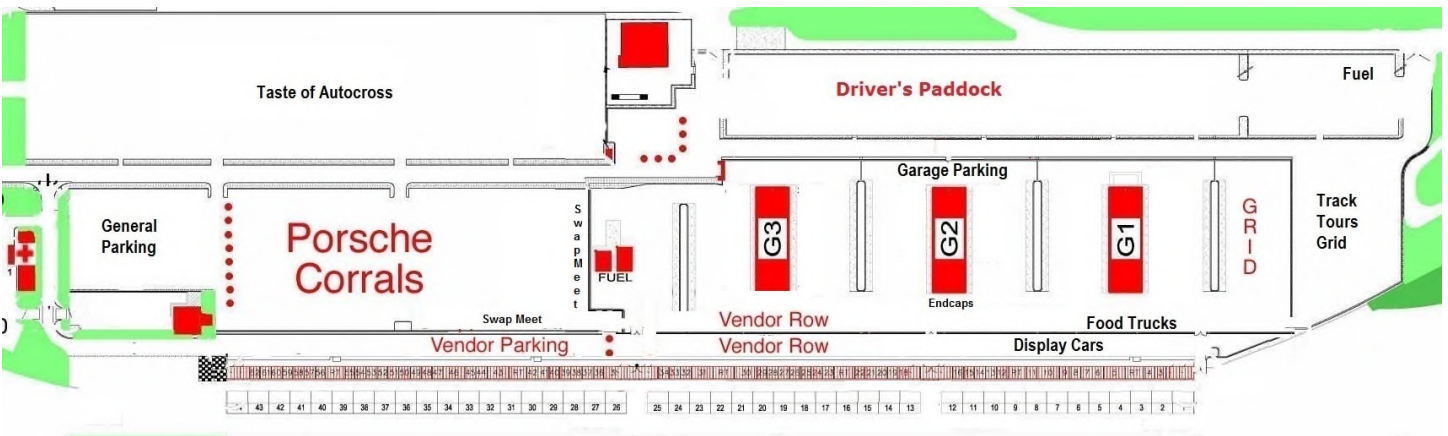 Taste of Autocross
Driver's Paddock
Fuel
Garage Parking
General
Parking
Porsche
Corrals
SwapMeet
FUEL
G3
G2
G1
GRID
Track
Tours
Grid
1
Endcaps
Swap Meet
Vendor Row
Food Trucks
Vendor Parking
Vendor Row
Display Cars
43 42 41 40 39 38 37 36 35 34 33 32 31 30 29 28 27 26 25 24 23 22 21 20 19 18 17 16 15 14 13 12 11 10 9 8 7 6 5 4 3 2 1